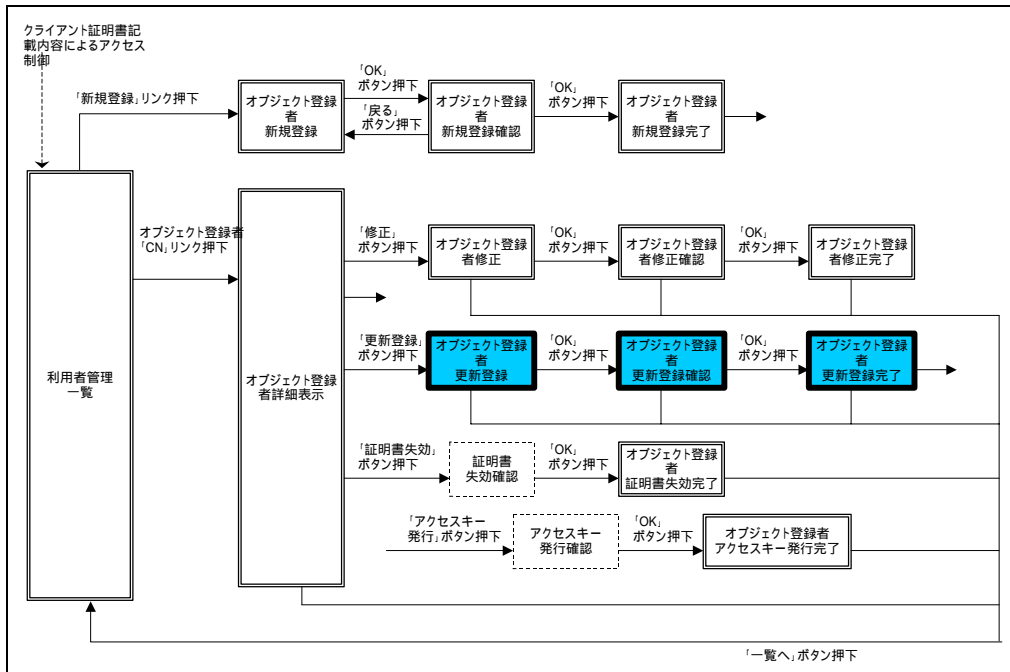 クライアント証明書記
載内容によるアクセス
制御
「新規登録」リンク押下
オブジェクト登録
者
新規登録
「OK」
ボタン押下
「戻る」
ボタン押下
オブジェクト登録
者
新規登録確認
「OK」
ボタン押下
オブジェクト登録
者
新規登録完了
利用者管理
一覧
オブジェクト登録者
「CN」リンク押下
オブジェクト登録
者詳細表示
「修正」
ボタン押下
オブジェクト登録
者修正
「OK」
ボタン押下
オブジェクト登録
者修正確認
「OK」
ボタン押下
オブジェクト登録
者修正完了
「更新登録」
ボタン押下
オブジェクト登録
者
更新登録
「OK」
ボタン押下
オブジェクト登録
者
更新登録確認
「OK」
ボタン押下
オブジェクト登録
者
更新登録完了
「証明書失効」
ボタン押下
証明書
失効確認
「OK」
ボタン押下
オブジェクト登録
者
証明書失効完了
「アクセスキー
発行」ボタン押下
アクセスキー
発行確認
「OK」
ボタン押下
オブジェクト登録者
アクセスキー発行完了
「一覧へ」ボタン押下